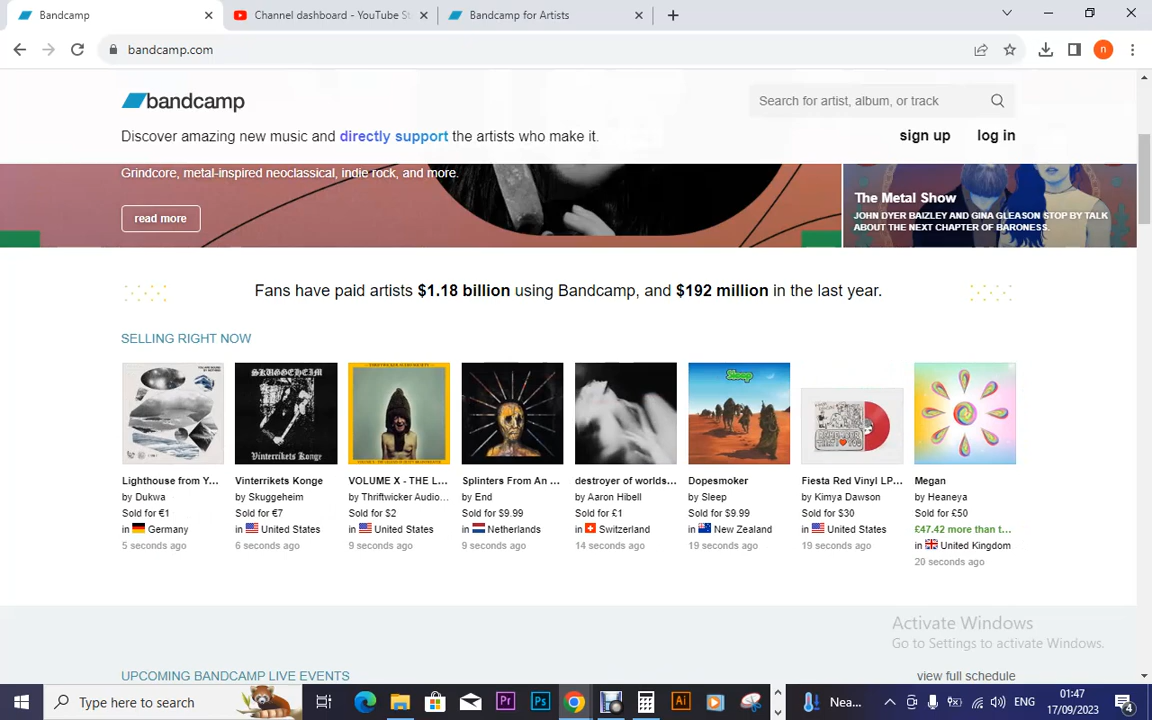 Bandcamp
Channel dashboard - YouTube St
Bandcamp for Artists
bandcamp.com
n
bandcamp
Search for artist, album, or track
Discover amazing new music and directly support the artists who make it.
sign up
log in
Grindcore, metal-inspired neoclassical, indie rock, and more.
read more
The Metal Show
JOHN DYER BAIZLEY AND GINA GLEASON STOP BY TALK
ABOUT THE NEXT CHAPTER OF BARONESS.
Fans have paid artists $1.18 billion using Bandcamp, and $192 million in the last year.
SELLING RIGHT NOW
SKUGGEHEIM
Vinterrikets Konge
Sleep
Lighthouse from Y...
by Dukwa
Sold for €1
in Germany
5 seconds ago
Vinterrikets Konge
by Skuggeheim
Sold for €7
in United States
6 seconds ago
VOLUME X - THE L...
by Thriftwicker Audio...
Sold for $2
in United States
9 seconds ago
Splinters From An ...
by End
Sold for $9.99
in Netherlands
9 seconds ago
destroyer of worlds...
by Aaron Hibell
Sold for £1
in Switzerland
14 seconds ago
Dopesmoker
by Sleep
Sold for $9.99
in New Zealand
19 seconds ago
Fiesta Red Vinyl LP...
by Kimya Dawson
Sold for $30
in United States
19 seconds ago
Megan
by Heaneya
Sold for £50
£47.42 more than t...
in United Kingdom
20 seconds ago
Activate Windows
Go to Settings to activate Windows.
UPCOMING BANDCAMP LIVE EVENTS
view full schedule
Type here to search
Pr
Ps
Ai
Nea...
ENG
01:47
17/09/2023
4